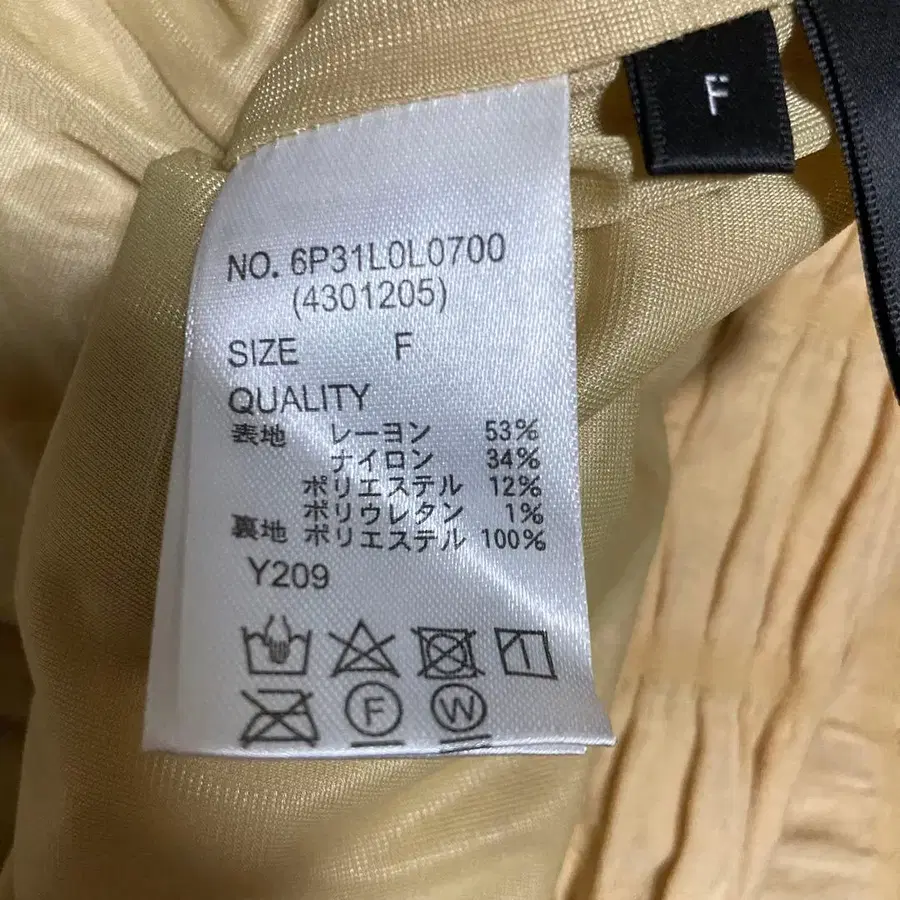 F
NO. 6P31L0L0700
(4301205)
SIZE F
QUALITY
表地 レーヨン 53%
ナイロン 34%
ポリエステル 12%
ポリウレタン 1%
裏地 ポリエステル 100%
Y209
F W